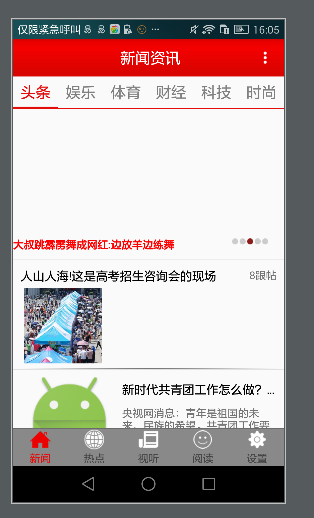 仅限紧急呼叫 ··· 16:05
新闻资讯
头条 娱乐 体育 财经 科技 时尚
大叔跳霹雳舞成网红:边放羊边练舞
人山人海!这是高考招生咨询会的现场 8跟帖
新时代共青团工作怎么做? ...
央视网消息：青年是祖国的未
来、民族的希望。共青团工作要
新闻 热点 视听 阅读 设置